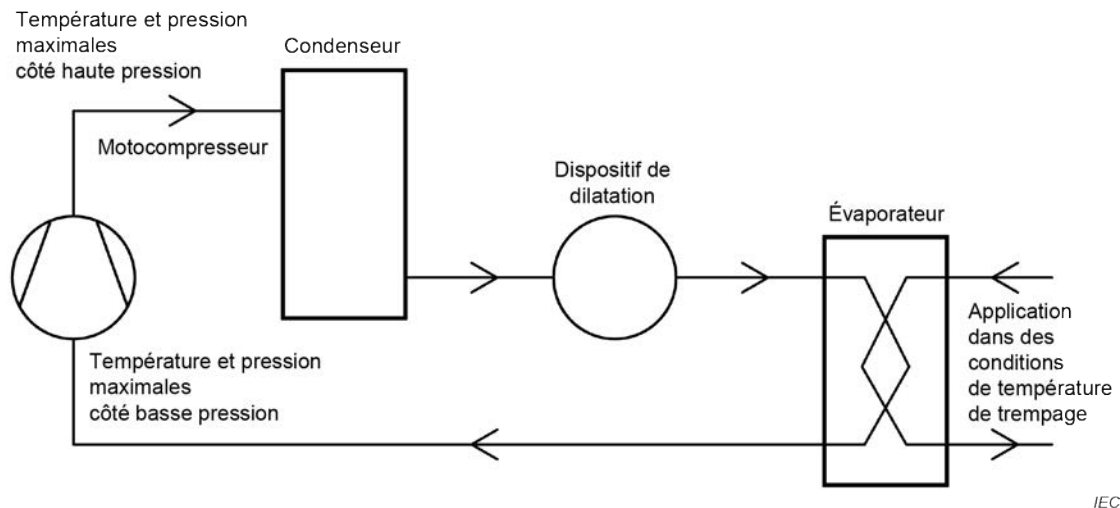 Température et pression
maximales
côté haute pression
Condenseur
Motocompresseur
Dispositif de
dilatation
Évaporateur
Application
dans des
conditions
de température
de trempage
Température et pression
maximales
côté basse pression
IEC